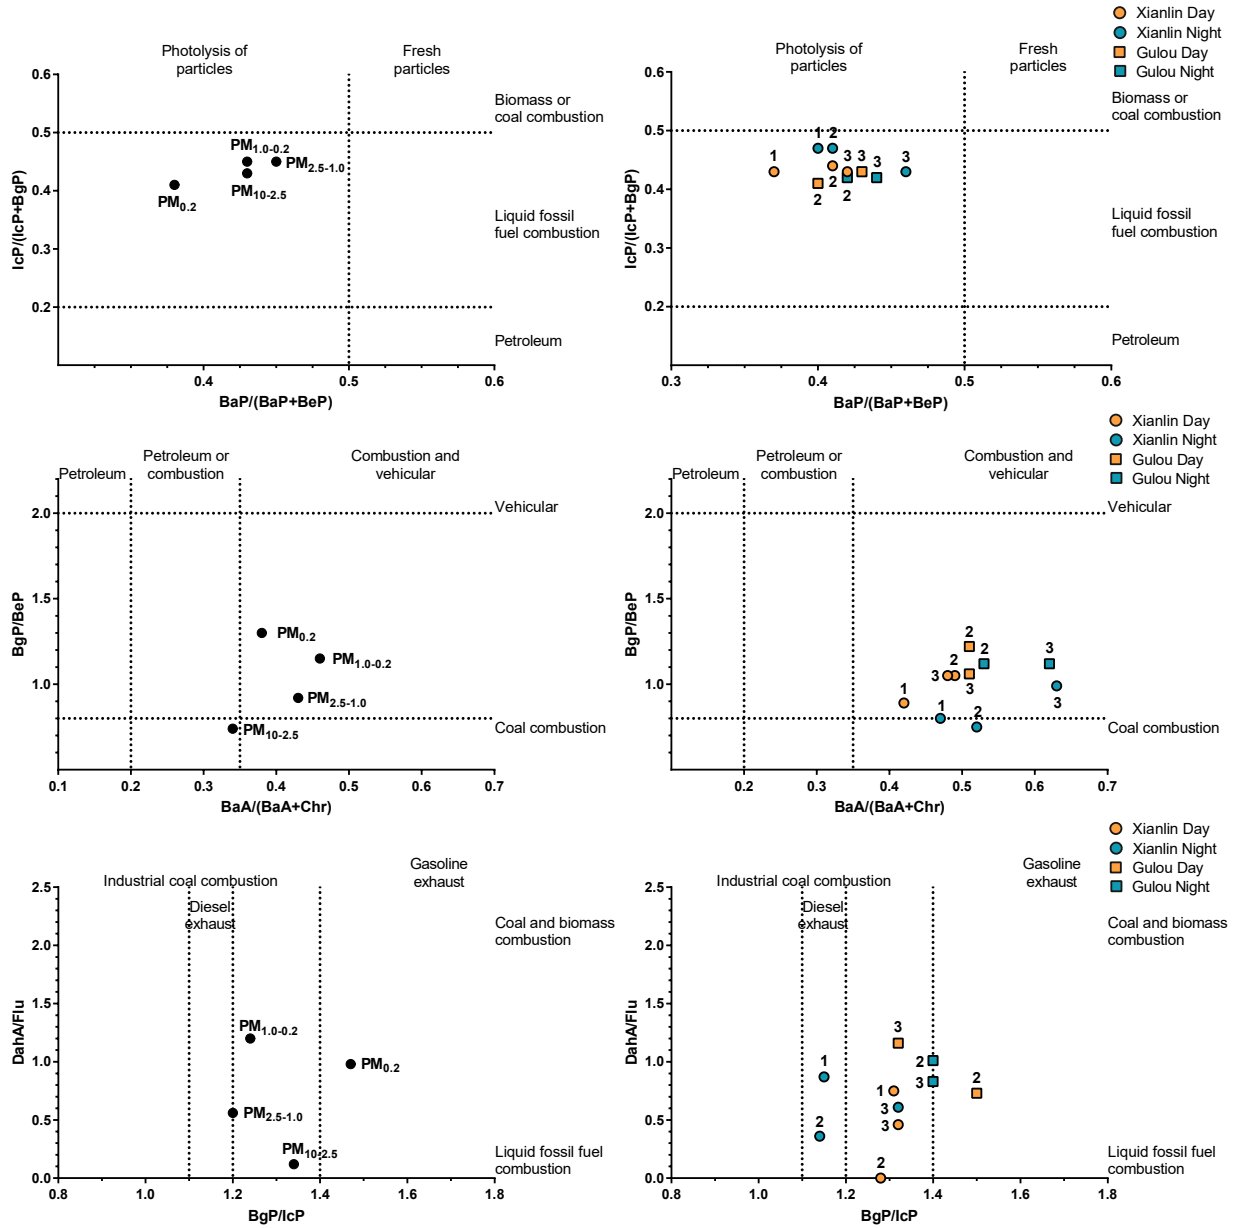 Photolysis of
particles
Fresh
particles
0.6
0.5
0.4
0.3
0.2
IcP/(IcP+BgP)
Biomass or
coal combustion
Liquid fossil
fuel combustion
Petroleum
PM1.0-0.2
PM2.5-1.0
PM10-2.5
PM0.2
0.4
0.5
0.6
BaP/(BaP+BeP)
Xianlin Day
Xianlin Night
Gulou Day
Gulou Night
Photolysis of
particles
Fresh
particles
0.6
0.5
0.4
0.3
0.2
IcP/(IcP+BgP)
Biomass or
coal combustion
Liquid fossil
fuel combustion
Petroleum
1 2
1
3 3 3 3
2
2
2
0.3
0.4
0.5
0.6
BaP/(BaP+BeP)
Petroleum
Petroleum or
combustion
Combustion and
vehicular
2.0
1.5
1.0
BgP/BeP
Vehicular
Coal combustion
PM0.2
PM1.0-0.2
PM2.5-1.0
PM10-2.5
0.1
0.2
0.3
0.4
0.5
0.6
0.7
BaA/(BaA+Chr)
Xianlin Day
Xianlin Night
Gulou Day
Gulou Night
Petroleum
Petroleum or
combustion
Combustion and
vehicular
2.0
1.5
1.0
BgP/BeP
Vehicular
Coal combustion
2
2 2 3
3
1 3
3
1 2
0.2
0.3
0.4
0.5
0.6
0.7
BaA/(BaA+Chr)
Industrial coal combustion
Diesel
exhaust
Gasoline
exhaust
2.5
2.0
1.5
1.0
0.5
0.0
DahA/Flu
Coal and biomass
combustion
Liquid fossil fuel
combustion
PM1.0-0.2
PM0.2
PM2.5-1.0
PM10-2.5
0.8
1.0
1.2
1.4
1.6
1.8
BgP/IcP
Xianlin Day
Xianlin Night
Gulou Day
Gulou Night
Industrial coal combustion
Diesel
exhaust
Gasoline
exhaust
2.5
2.0
1.5
1.0
0.5
0.0
DahA/Flu
Coal and biomass
combustion
Liquid fossil fuel
combustion
3
1 2
3 2
1
3
2 3
2
0.8
1.0
1.2
1.4
1.6
1.8
BgP/IcP